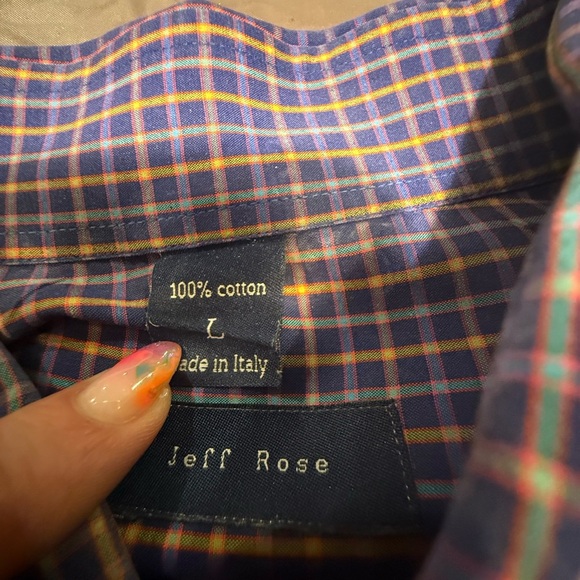 100% cotton
L
ade in Italy
Jeff Rose